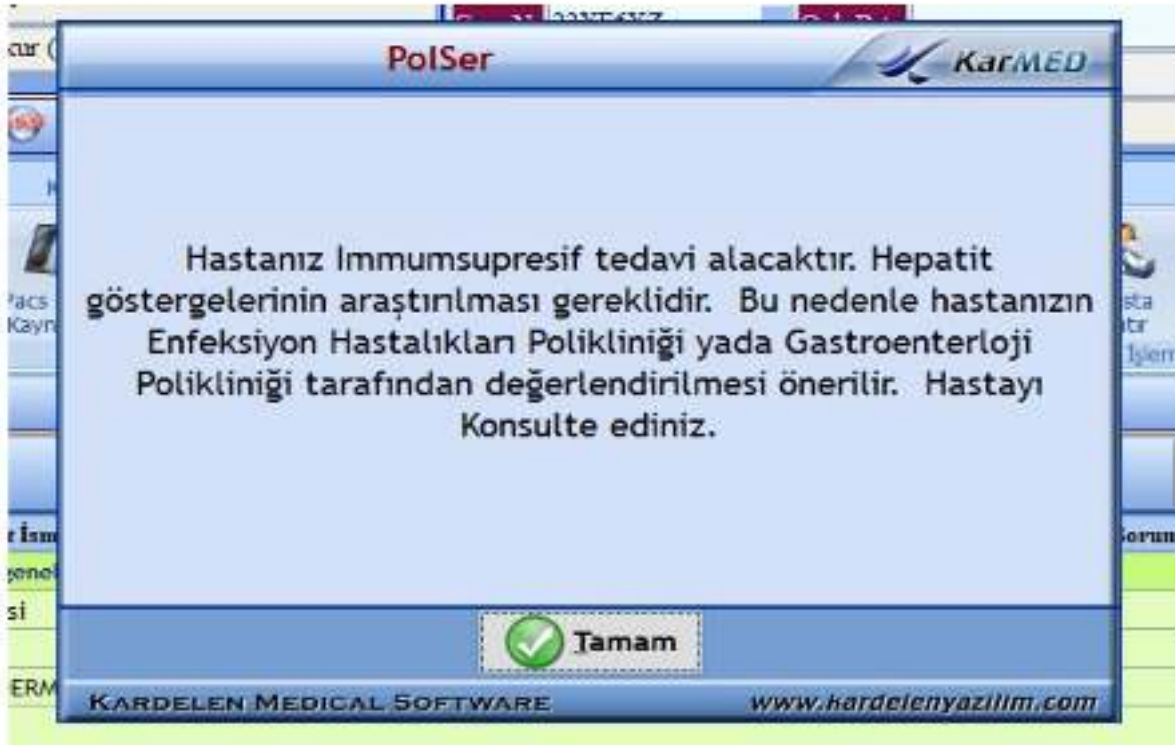 PolSer
KarMED
Hastanız Immumsupresif tedavi alacaktır. Hepatit
göstergelerinin araştırılması gereklidir. Bu nedenle hastanızın
Enfeksiyon Hastalıkları Polikliniği yada Gastroenterloji
Polikliniği tarafından değerlendirilmesi önerilir. Hastayı
Konsulte ediniz.
Tamam
KARDELEN MEDICAL SOFTWARE
www.kardelenyazilim.com